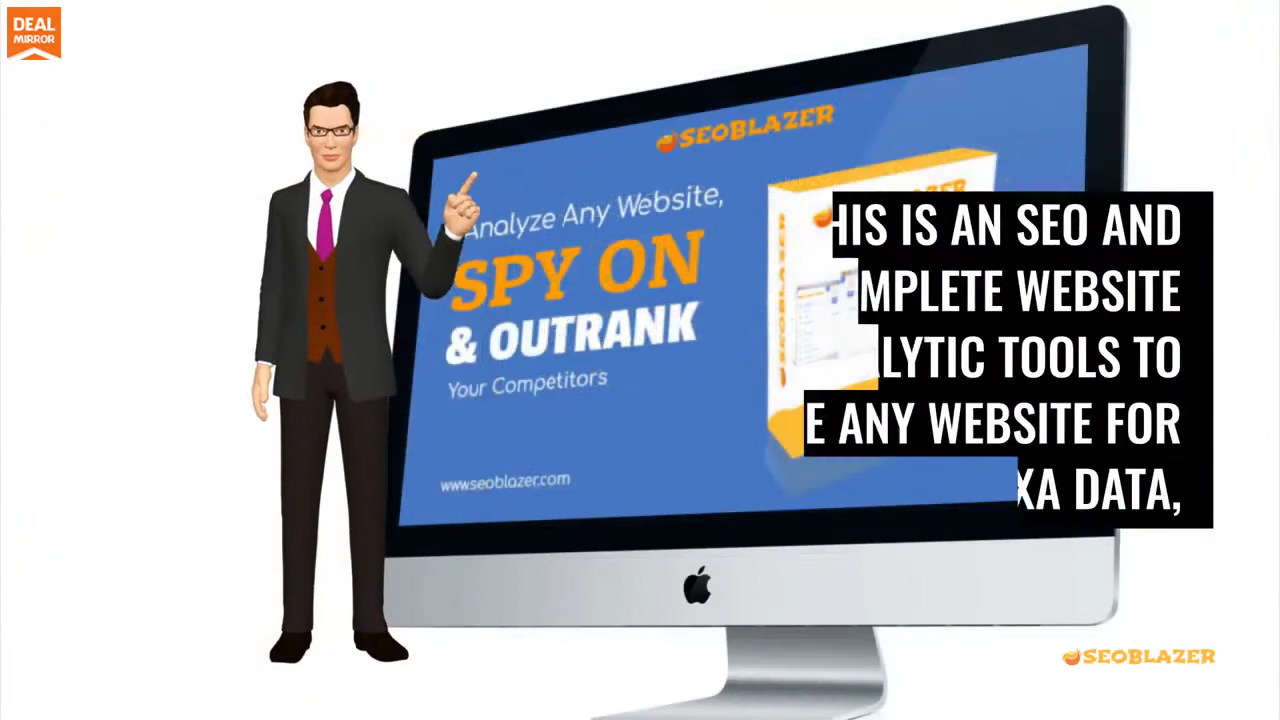 DEAL
MIRROR
SEOBLAZER
Analyze Any Website,
SPY ON
& OUTRANK
Your Competitors
www.seoblazer.com
IS IS AN SEO AND
MPLETE WEBSITE
LYTIC TOOLS TO
E ANY WEBSITE FOR
XA DATA,
SEOBLAZER